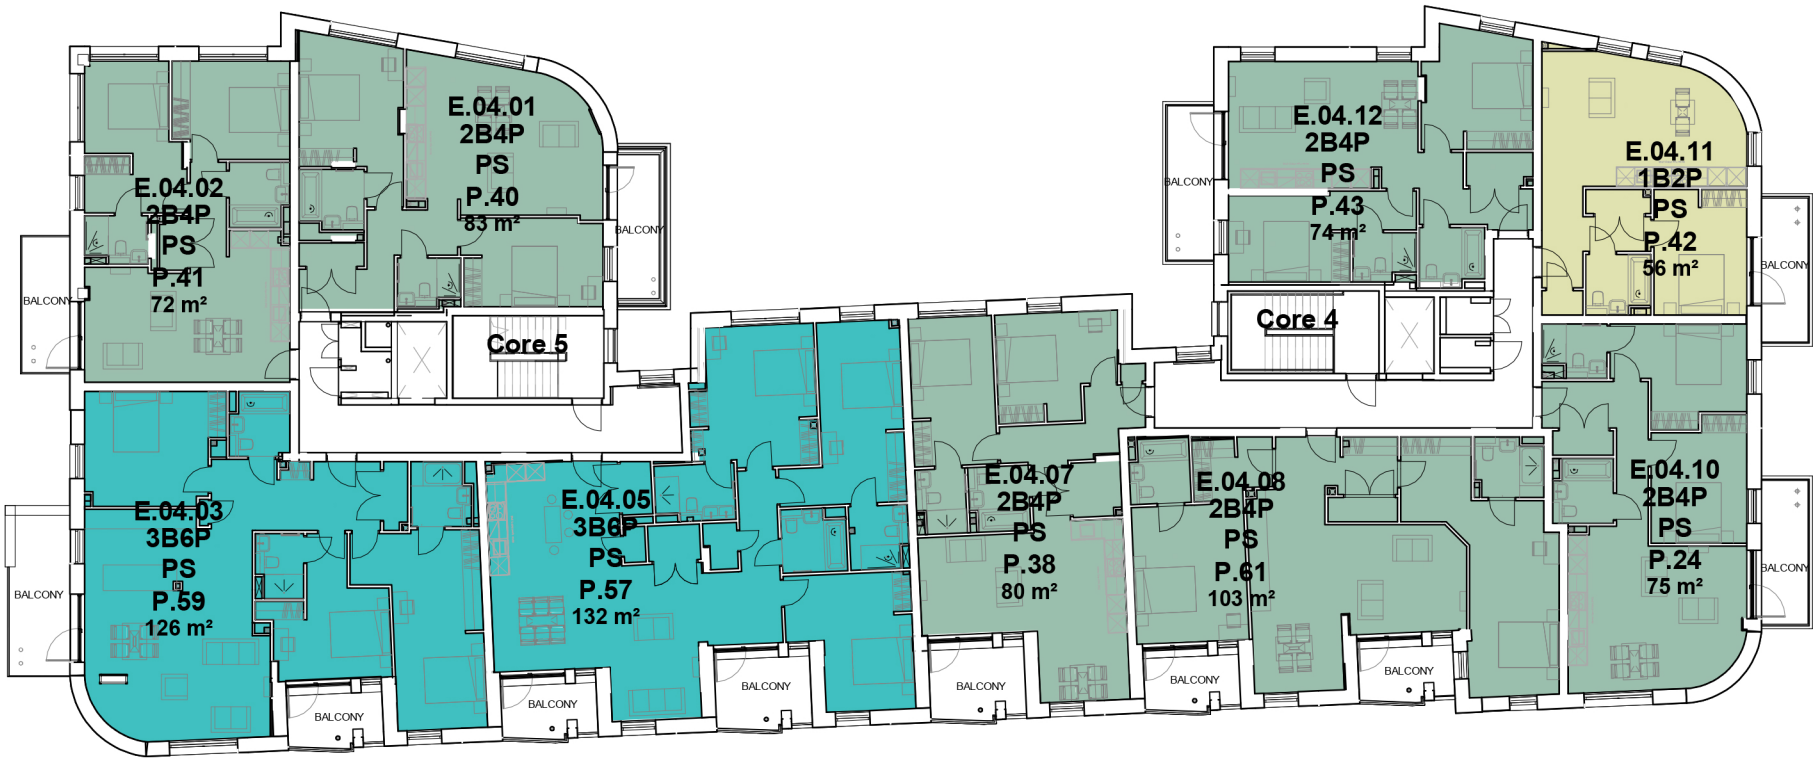 E.04.01
2B4P
PS
P.40
83 m²
E.04.02
2B4P
PS
P.41
72 m²
BALCONY
BALCONY
Core 5
E.04.12
2B4P
PS
P.43
74 m²
BALCONY
E.04.11
1B2P
PS
P.42
56 m²
BALCONY
Core 4
E.04.03
3B6P
PS
P.59
126 m²
BALCONY
BALCONY
E.04.05
3B6P
PS
P.57
132 m²
BALCONY
BALCONY
E.04.07
2B4P
PS
P.38
80 m²
BALCONY
E.04.08
2B4P
PS
P.61
103 m²
BALCONY
BALCONY
E.04.10
2B4P
PS
P.24
75 m²
BALCONY